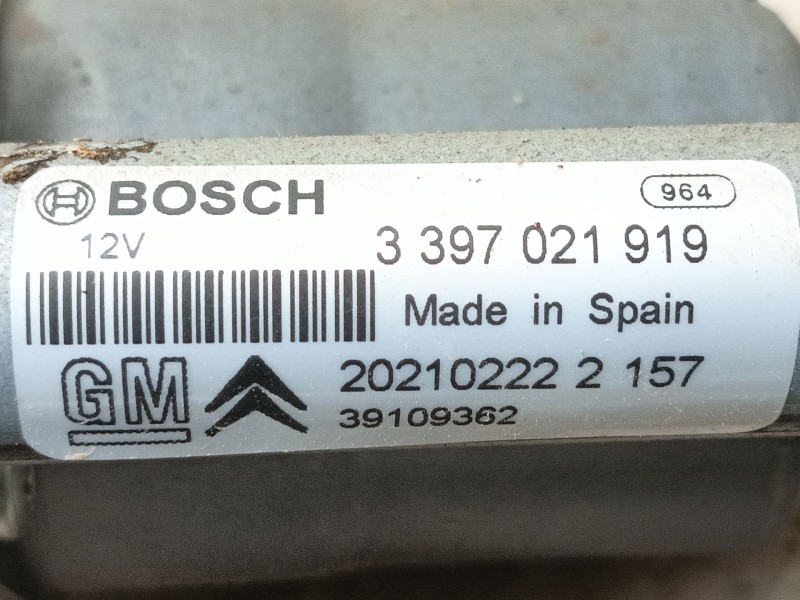 BOSCH 964
12V 3 397 021 919
Made in Spain
GM 20210222 2 157
39109362